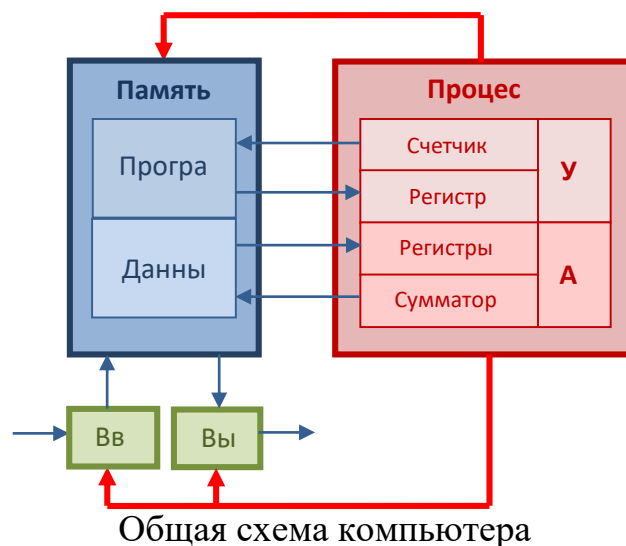 Память
Процес
Програ
Данны
Счетчик
Регистр
У
Регистры
Сумматор
А
Вв
Вы
Общая схема компьютера